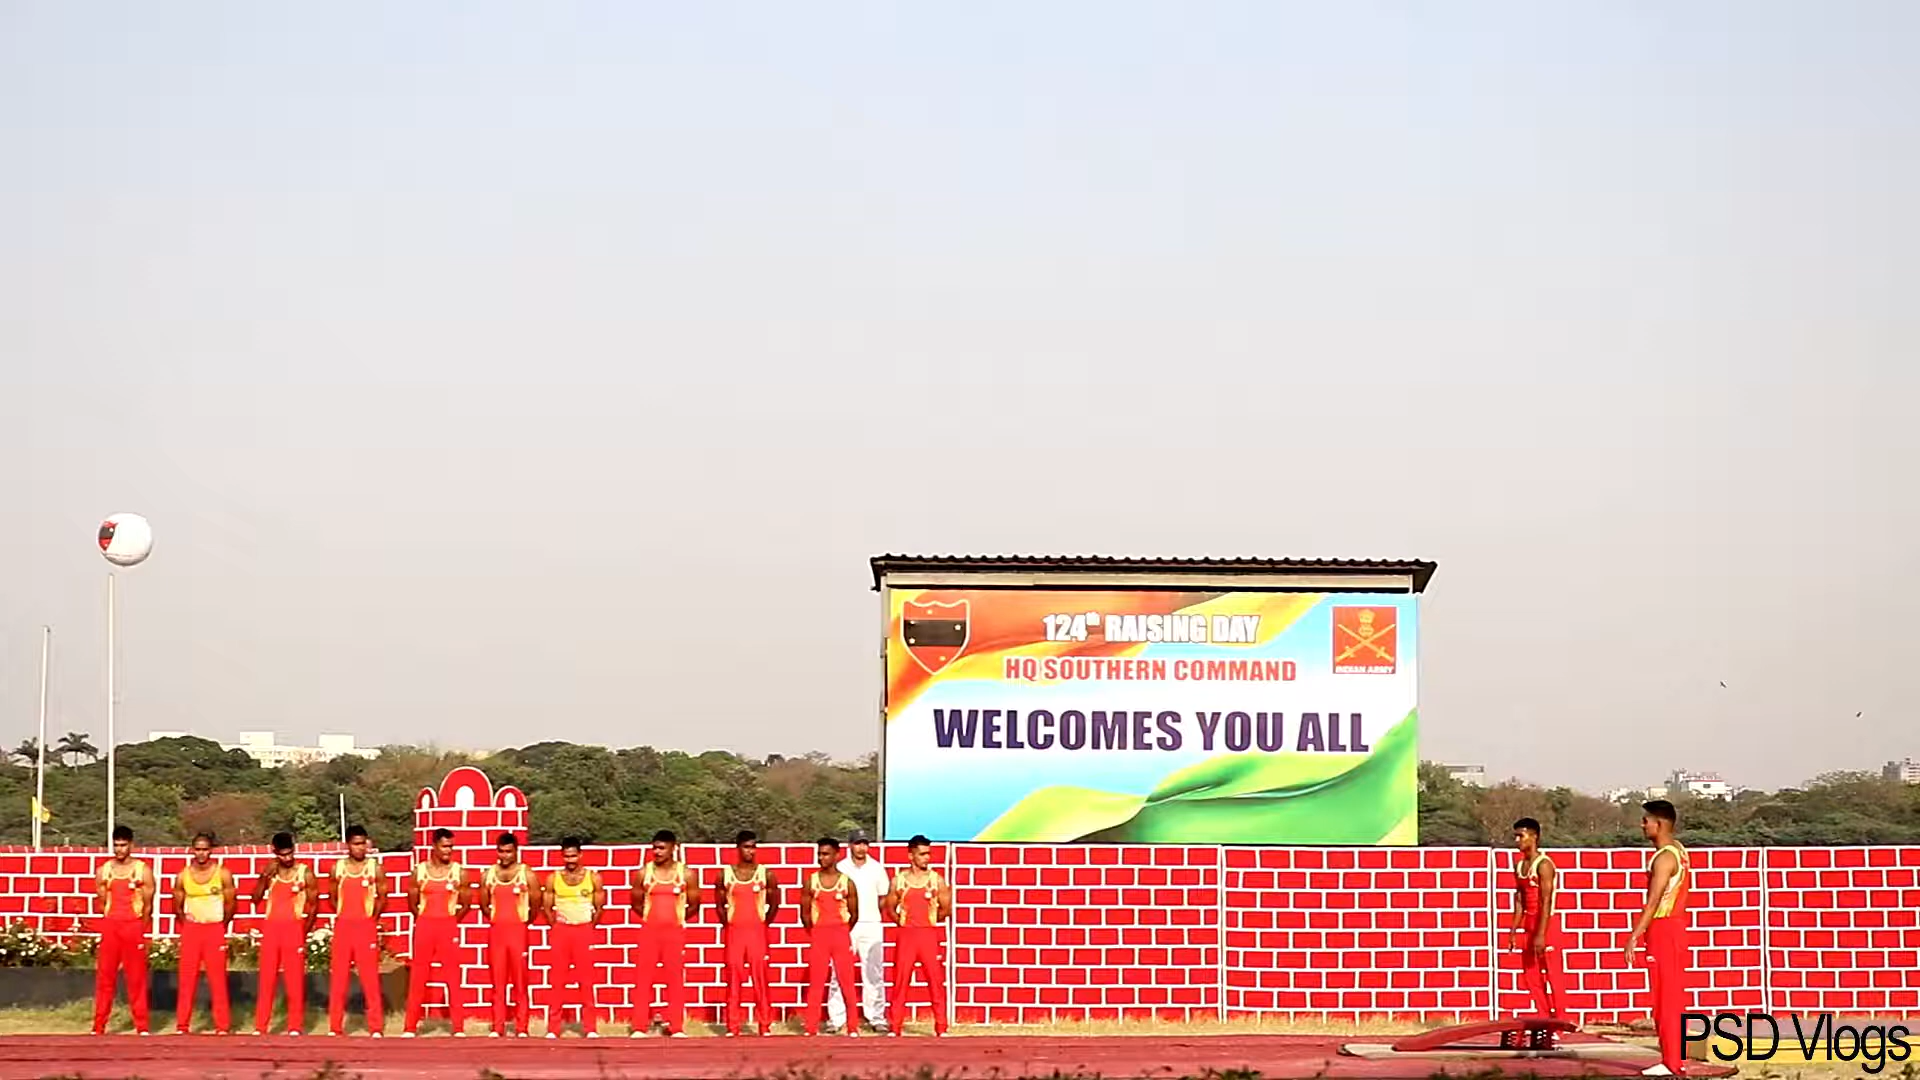 124th RAISING DAY
HQ SOUTHERN COMMAND
WELCOMES YOU ALL
INDIAN ARMY
PSD Vlogs